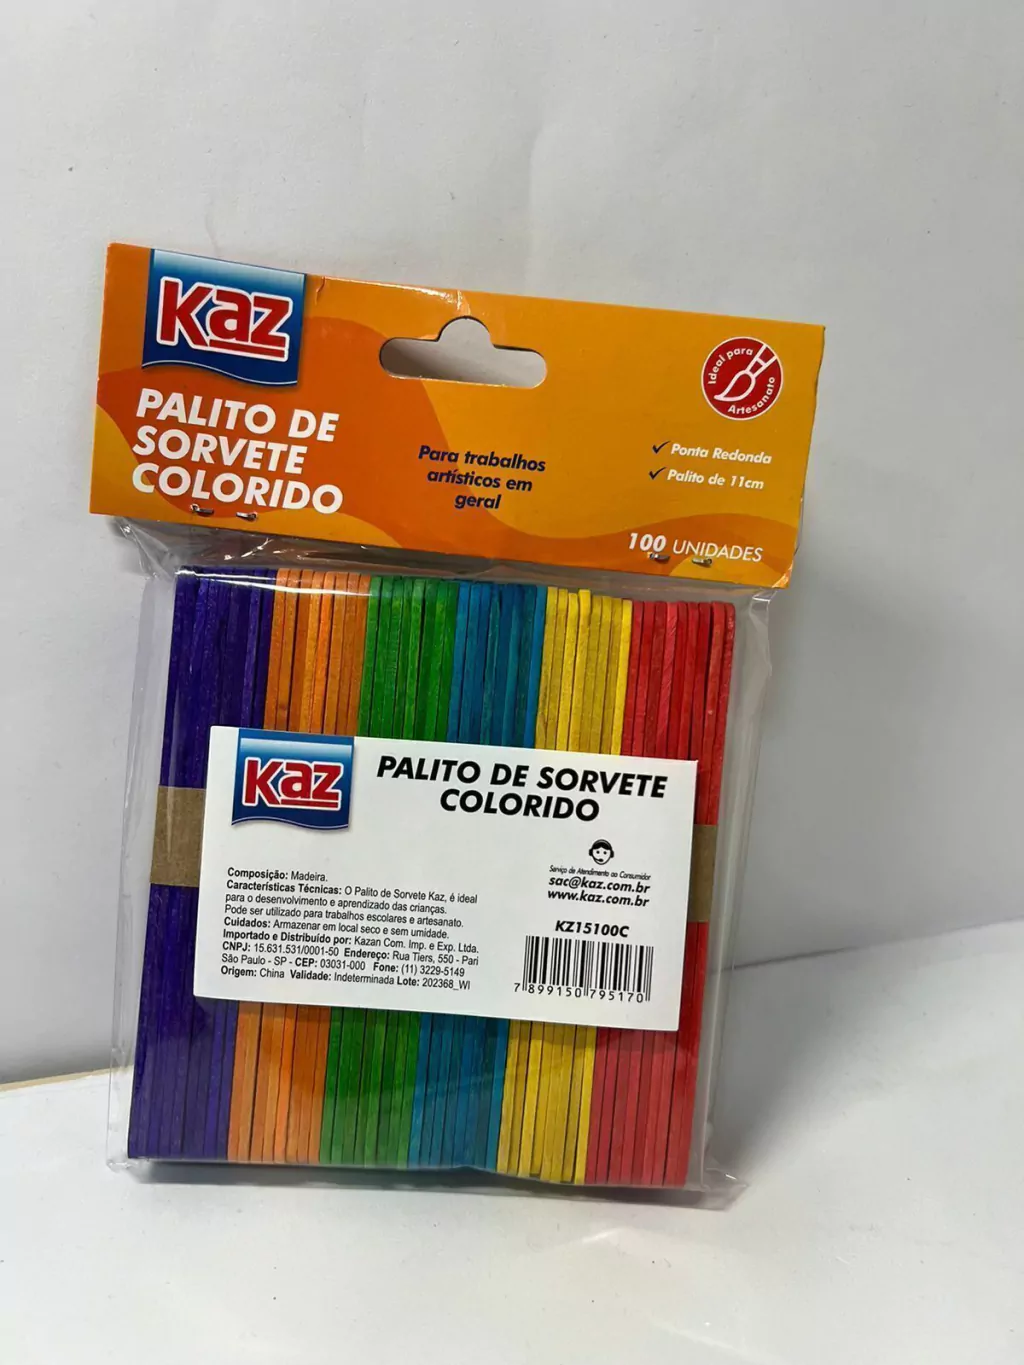 Kaz
PALITO DE
SORVETE
COLORIDO
Para trabalhos
artísticos em
geral
Ideal para
Artesanato
✓ Ponta Redonda
✓ Palito de 11cm
100 UNIDADES
Kaz
PALITO DE SORVETE
COLORIDO
Composição: Madeira.
Características Técnicas: O Palito de Sorvete Kaz, é ideal
para o desenvolvimento e aprendizado das crianças.
Pode ser utilizado para trabalhos escolares e artesanato.
Cuidados: Armazenar em local seco e sem umidade.
Importado e Distribuído por: Kazan Com. Imp. e Exp. Ltda.
CNPJ: 15.631.531/0001-50 Endereço: Rua Tiers, 550 - Pari
São Paulo - SP - CEP: 03031-000 Fone: (11) 3229-5149
Origem: China Validade: Indeterminada Lote: 202368_WI
Serviço de Atendimento ao Consumidor
sac@kaz.com.br
www.kaz.com.br
KZ15100C
7 899150 795170